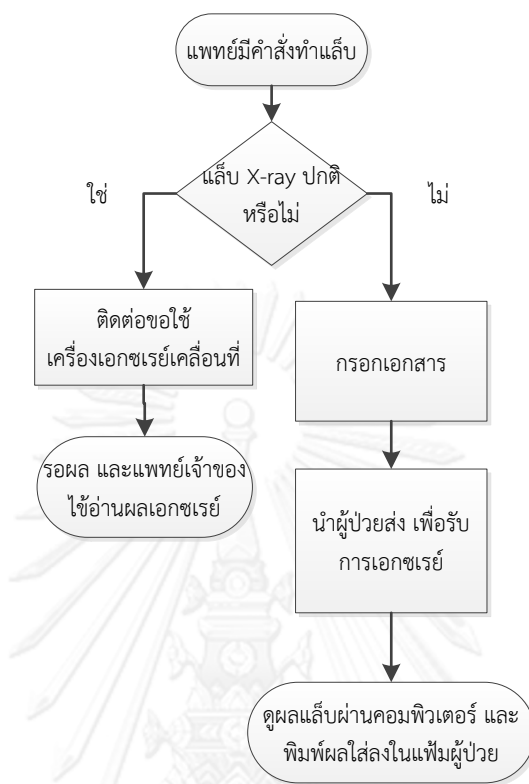 แพทย์มีคำสั่งทำแล็บ
แล็บ X-ray ปกติ
หรือไม่
ใช่
ไม่
ติดต่อขอใช้
เครื่องเอกซเรย์เคลื่อนที่
กรอกเอกสาร
รอผล และแพทย์เจ้าของ
ไข้อ่านผลเอกซเรย์
นำผู้ป่วยส่ง เพื่อรับ
การเอกซเรย์
ดูผลแล็บผ่านคอมพิวเตอร์ และ
พิมพ์ผลใส่ลงในแฟ้มผู้ป่วย